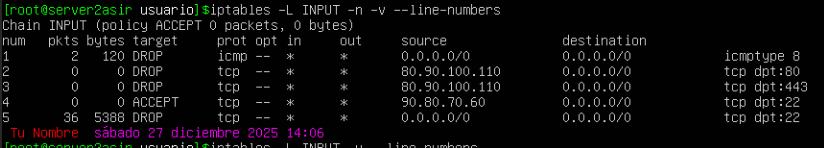 [root@server2asir usuario]$iptables -L INPUT -n -v --line-numbers
Chain INPUT (policy ACCEPT 0 packets, 0 bytes)
num   pkts bytes target     prot opt in     out     source               destination
1        2   120 DROP       icmp --  *      *       0.0.0.0/0            0.0.0.0/0            icmptype 8
2        0     0 DROP       tcp  --  *      *       80.90.100.110        0.0.0.0/0            tcp dpt:80
3        0     0 DROP       tcp  --  *      *       80.90.100.110        0.0.0.0/0            tcp dpt:443
4        0     0 ACCEPT     tcp  --  *      *       90.80.70.60          0.0.0.0/0            tcp dpt:22
5       36  5388 DROP       tcp  --  *      *       0.0.0.0/0            0.0.0.0/0            tcp dpt:22
Tu Nombre  sábado 27 diciembre 2025 14:06
[root@server2asir usuario]$iptables -L INPUT -v --line-numbers